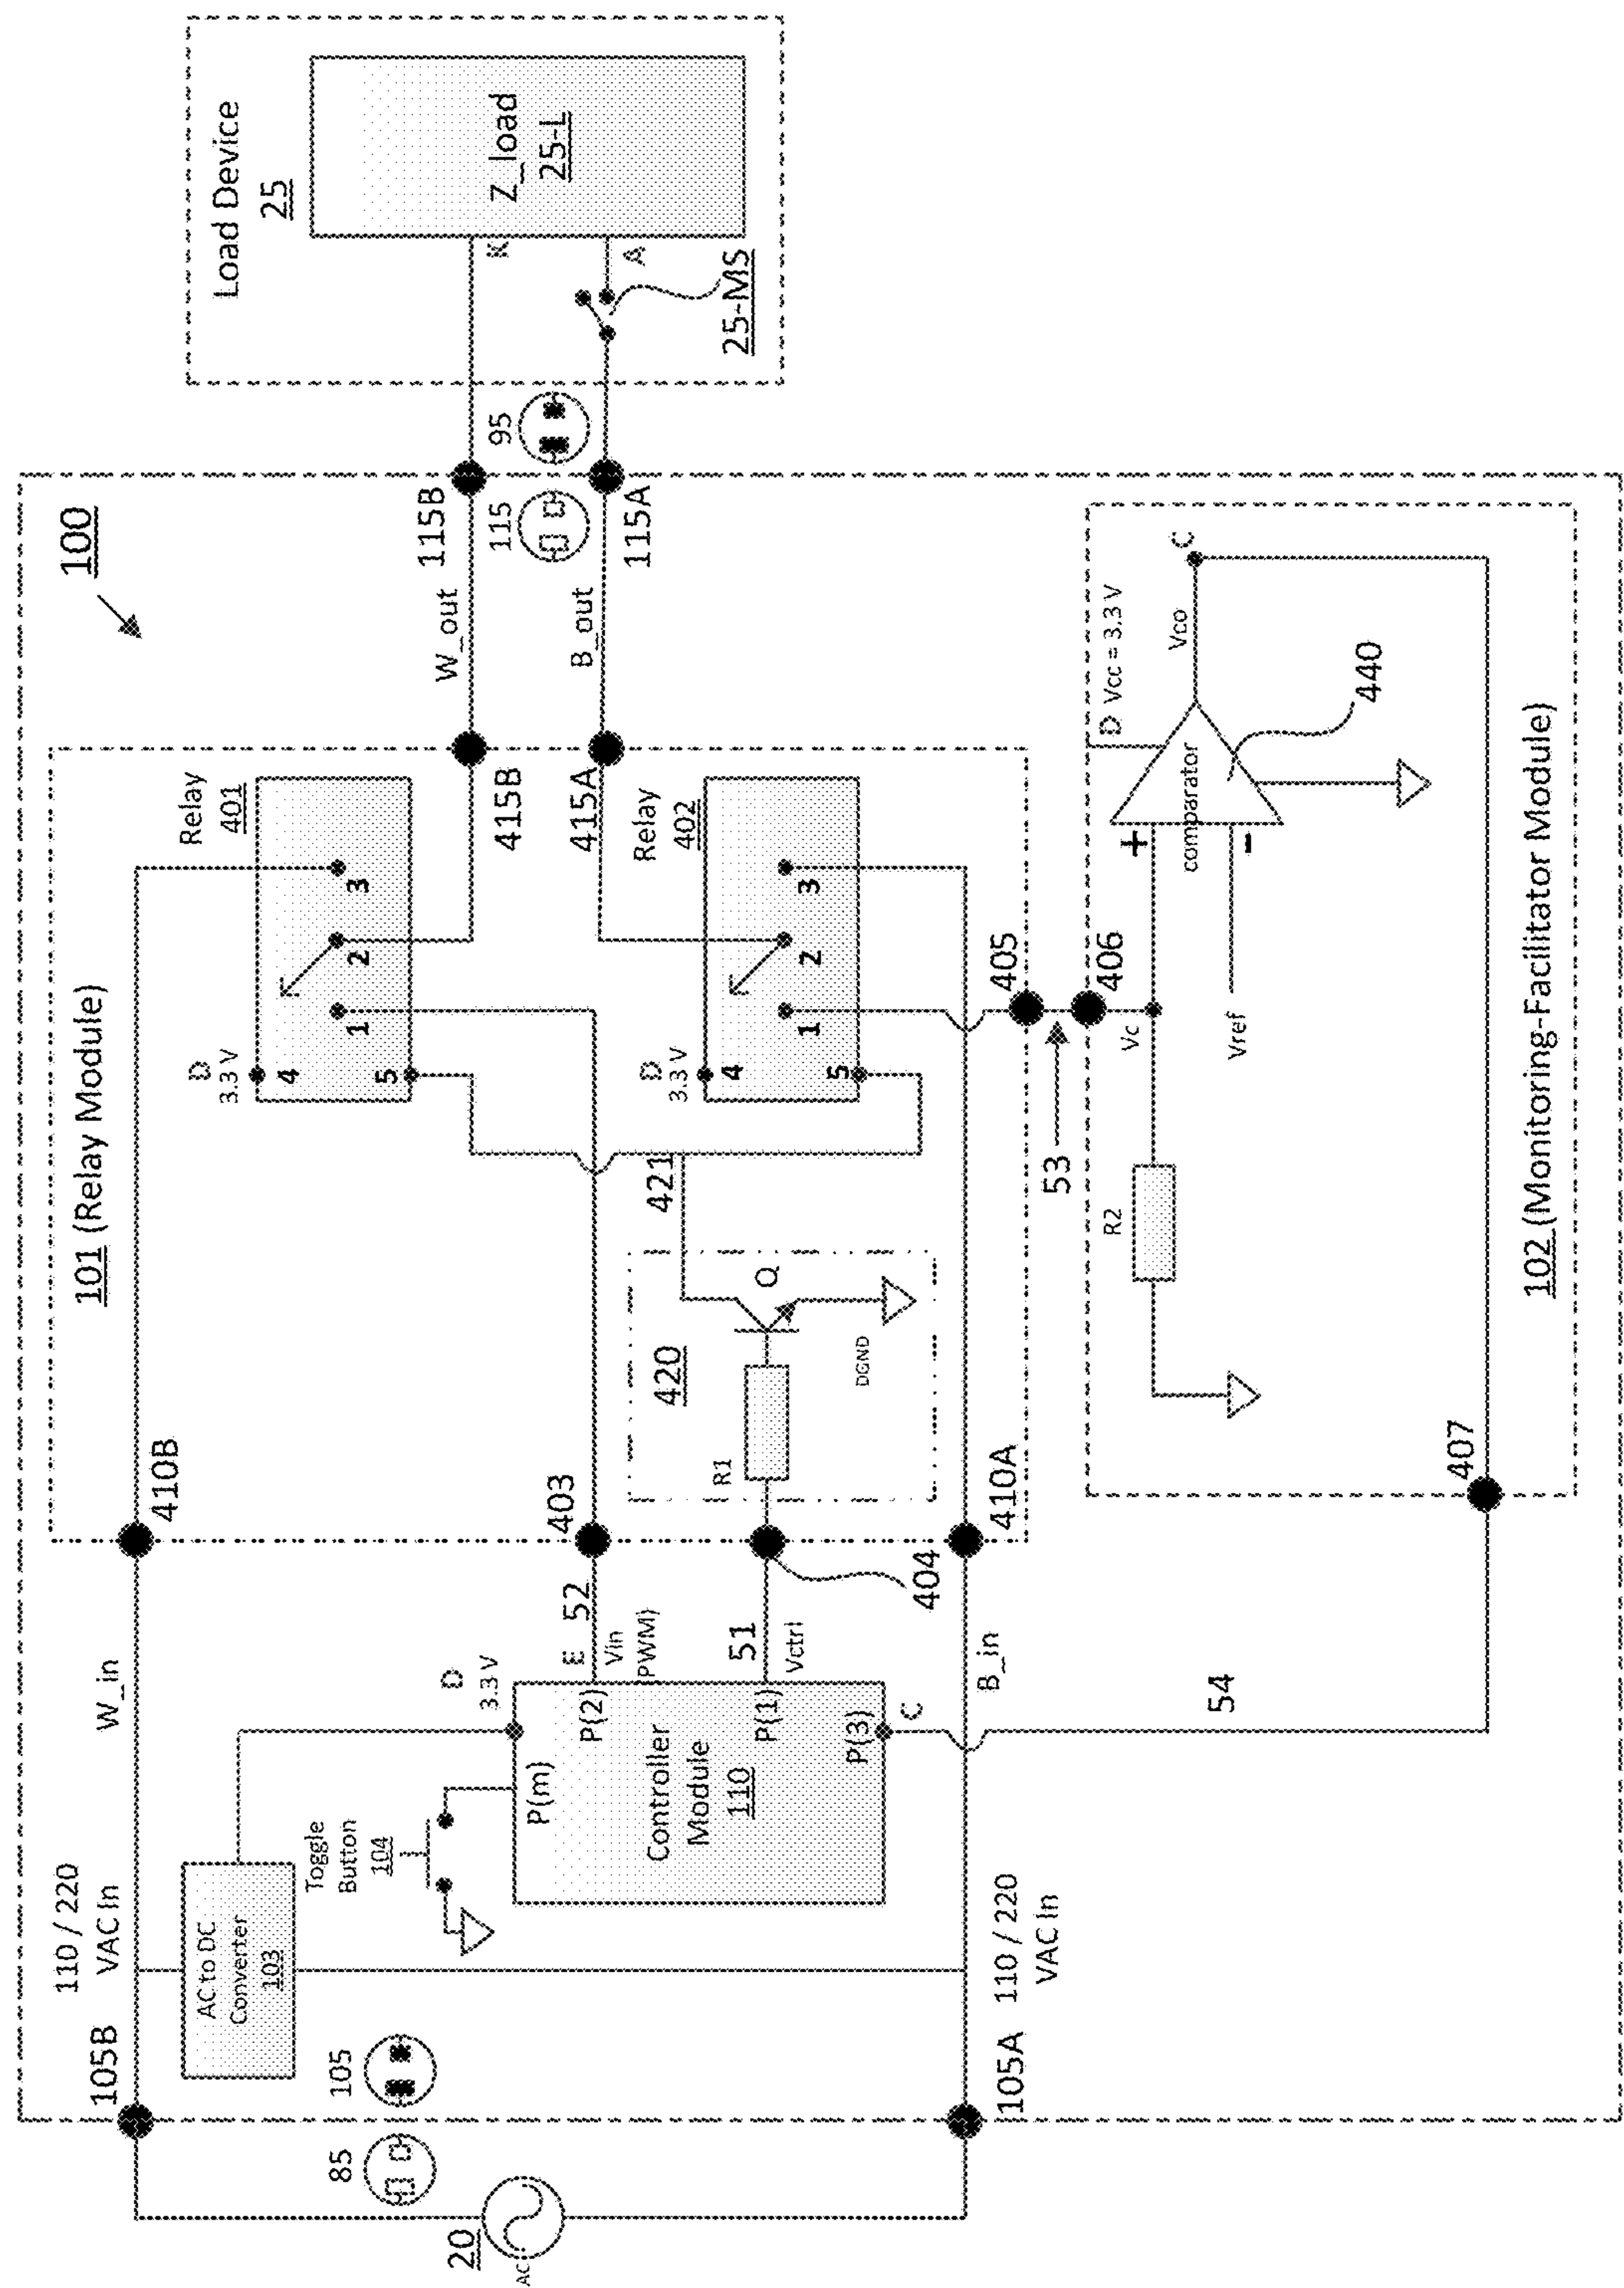 100
101 (Relay Module)
110 / 220
VAC In
105B
W_in
410B
AC to DC
Converter
103
85
105
20
AC
Toggle
Button
104
D
3.3 V
P(m)
P(2)
E
52
Vin
(PWM)
403
Controller
Module
110
P(1)
51
Vctrl
404
P(3)
C
B_in
410A
105A
110 / 220
VAC In
54
420
R1
Q
DGND
421
D
3.3 V
4
5
1
2
3
Relay
401
D
3.3 V
4
5
1
2
3
Relay
402
415B
415A
W_out
B_out
115B
115
115A
95
Load Device
25
Z_load
25-L
K
A
25-MS
405
53
406
Vc
Vref
R2
+
-
comparator
D Vcc = 3.3 V
Vco
C
440
407
102 (Monitoring-Facilitator Module)